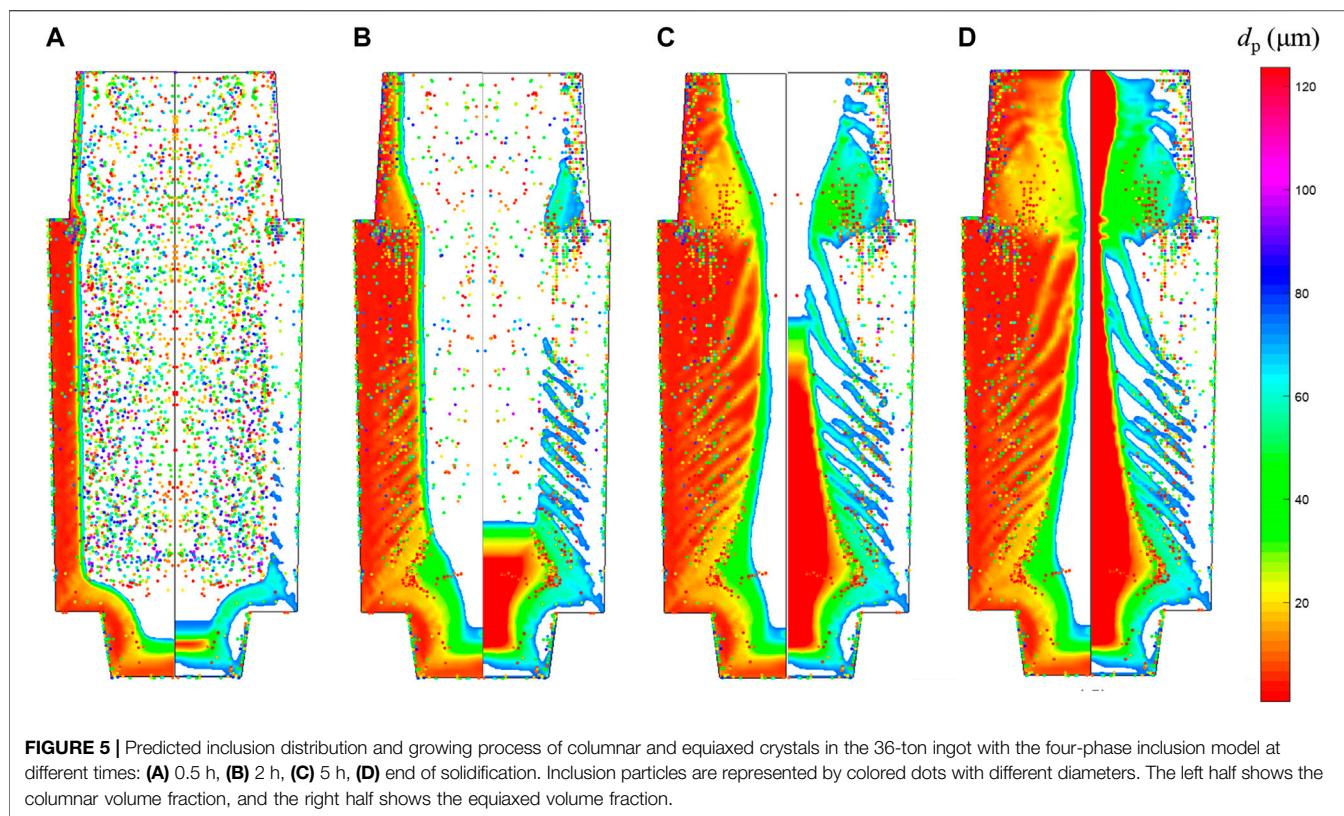 A
B
C
D
dp (μm)
120
100
80
60
40
20
FIGURE 5 | Predicted inclusion distribution and growing process of columnar and equiaxed crystals in the 36-ton ingot with the four-phase inclusion model at
different times: (A) 0.5 h, (B) 2 h, (C) 5 h, (D) end of solidification. Inclusion particles are represented by colored dots with different diameters. The left half shows the
columnar volume fraction, and the right half shows the equiaxed volume fraction.